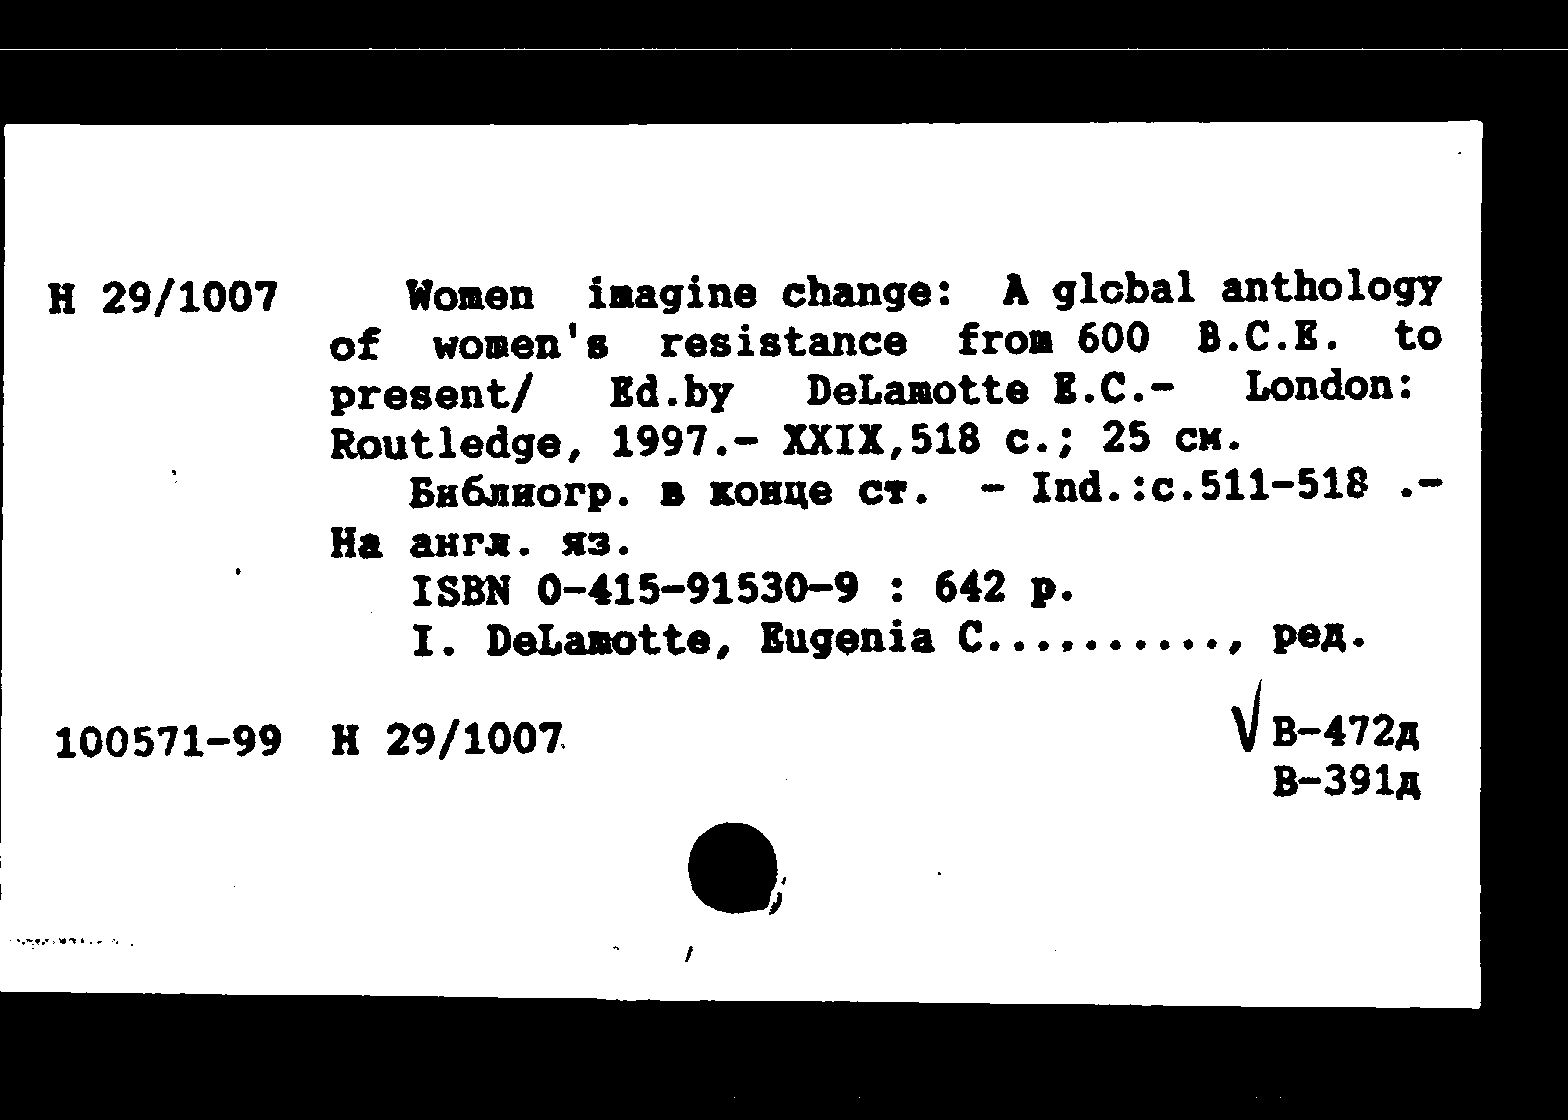 H 29/1007 Women imagine change: A global anthology
of women's resistance from 600 B.C.E. to
present/ Ed.by DeLamotte E.C.- London:
Routledge, 1997.- XXIX,518 с.; 25 см.
Библиогр. в конце ст. - Ind.:с.511-518 .-
На англ. яз.
ISBN 0-415-91530-9 : 642 р.
I. DeLamotte, Eugenia C.........., ред.
100571-99 H 29/1007 √ В-472д
В-391д